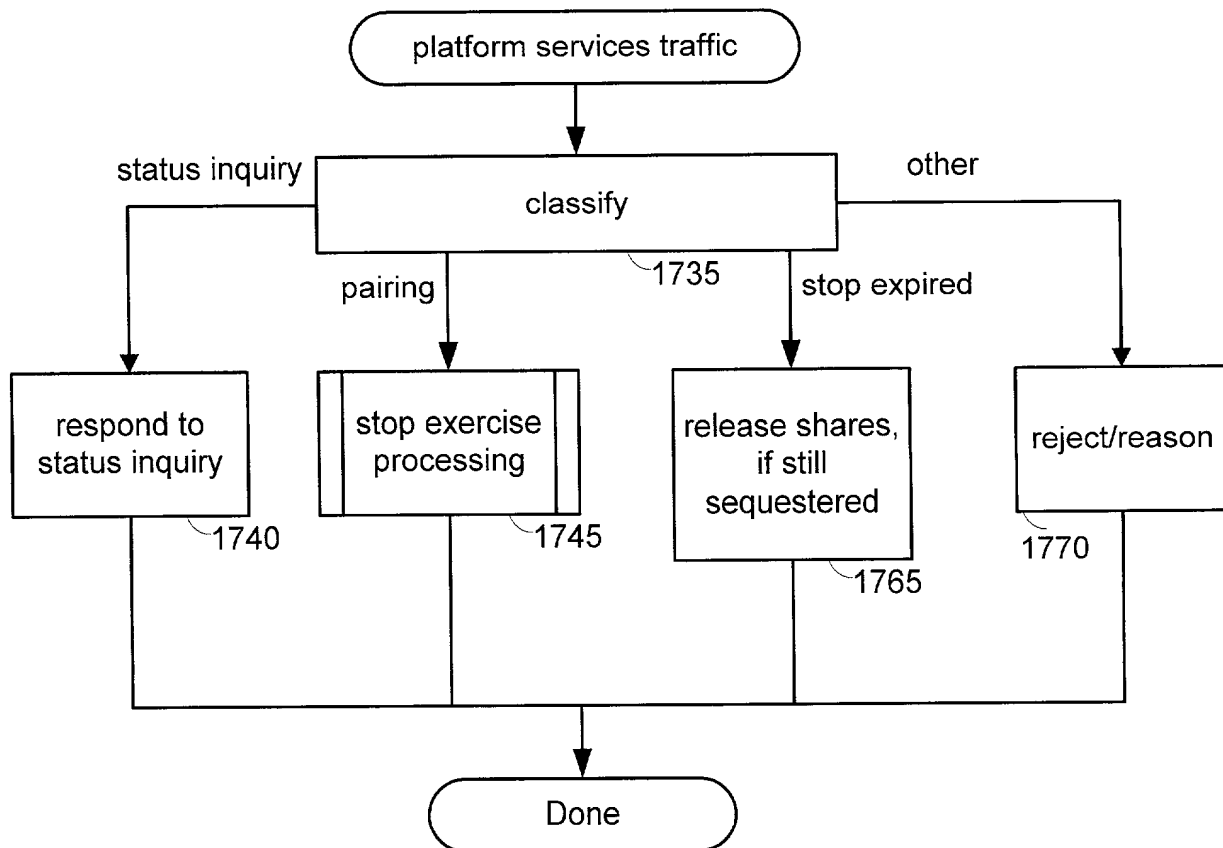 platform services traffic
status inquiry
other
classify
1735
pairing
stop expired
respond to
status inquiry
1740
stop exercise
processing
1745
release shares,
if still
sequestered
1765
reject/reason
1770
Done